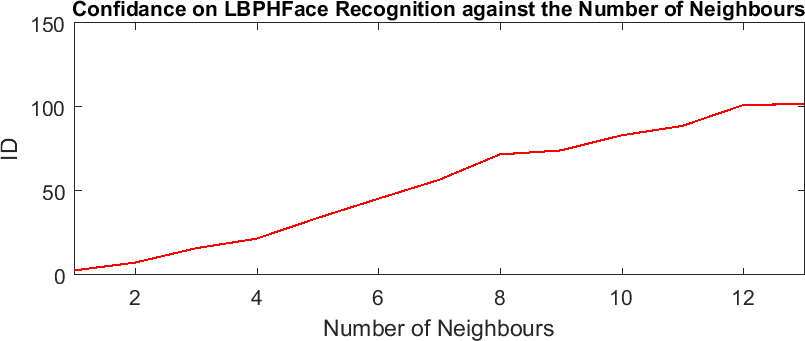 Confidance on LBPHFace Recognition against the Number of Neighbours
150
100
50
0
ID
2 4 6 8 10 12
Number of Neighbours